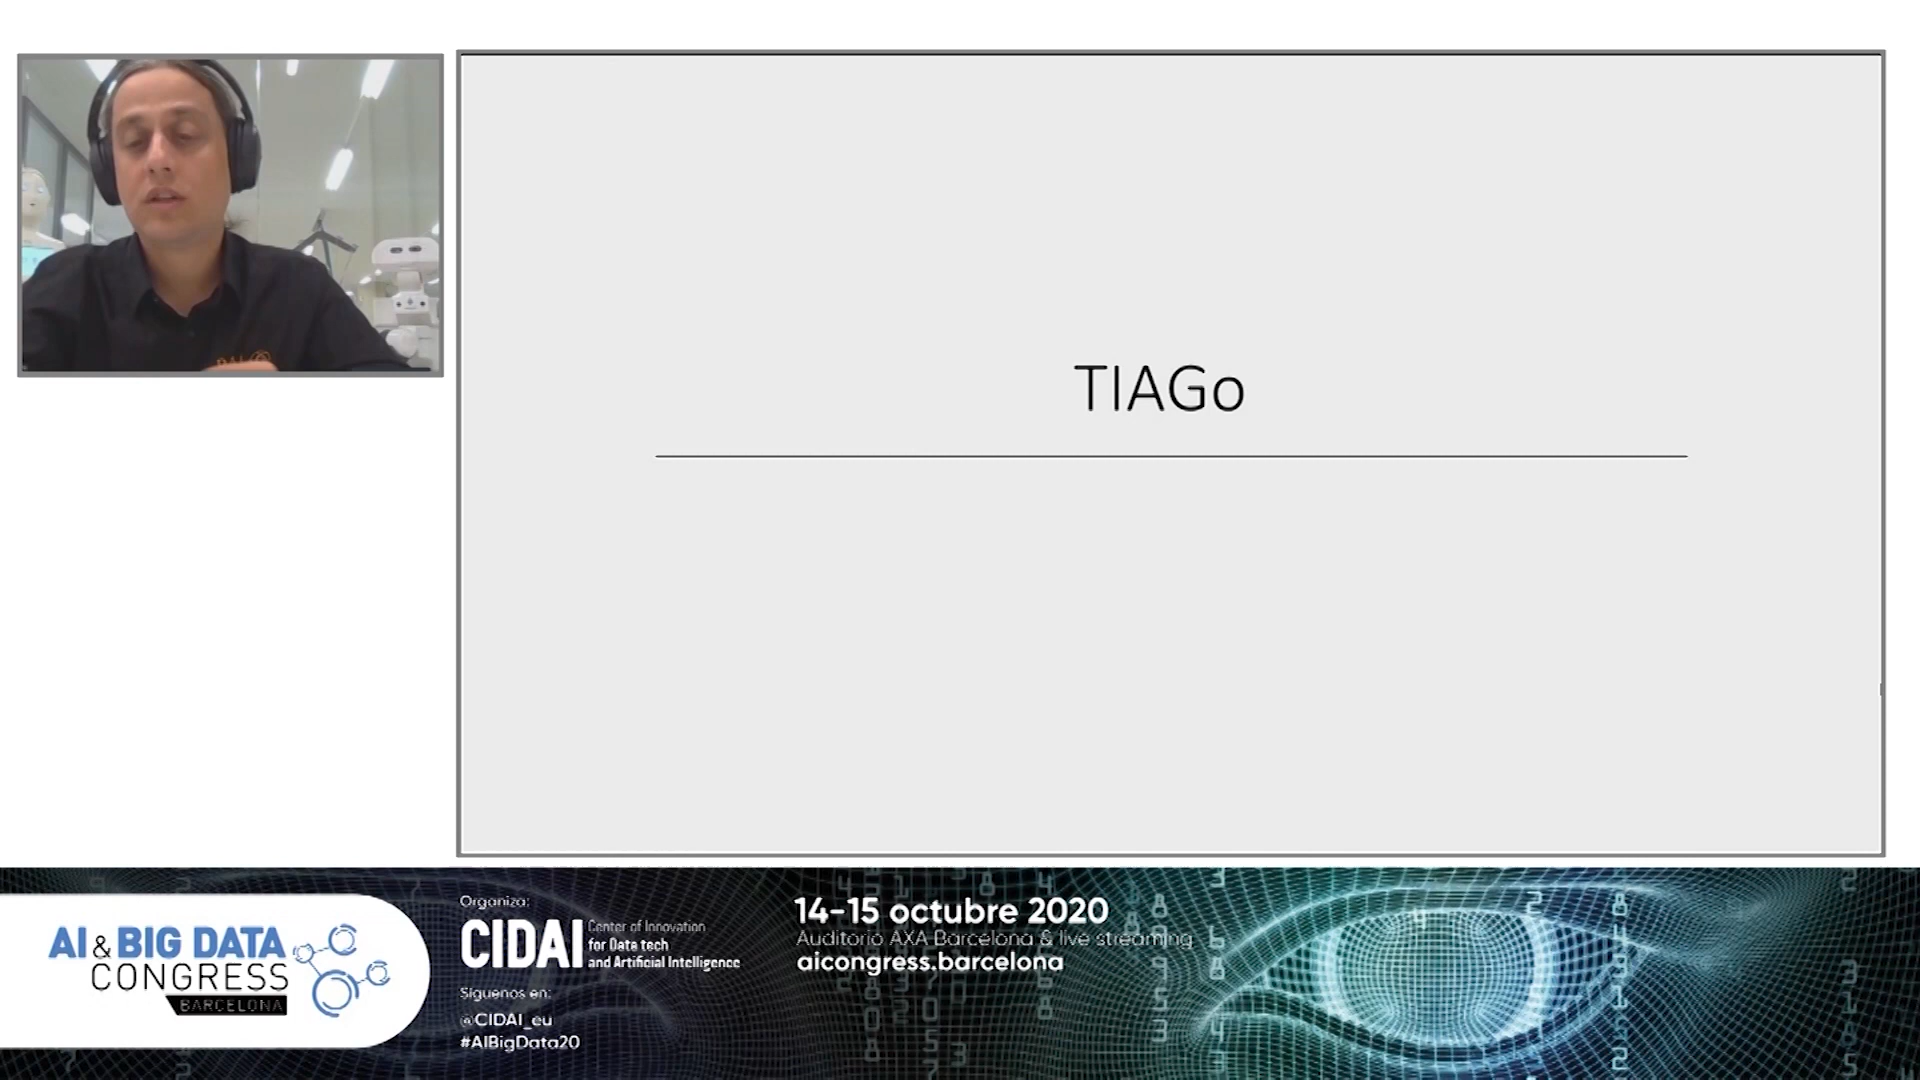 TIAGo
AI & BIG DATA
CONGRESS
BARCELONA
Organiza:
CIDAI
Center of Innovation
for Data tech
and Artificial Intelligence
Síguenos en:
@CIDAI_eu
#AIBigData20
14-15 octubre 2020
Auditorio AXA Barcelona & live streaming
aicongress.barcelona